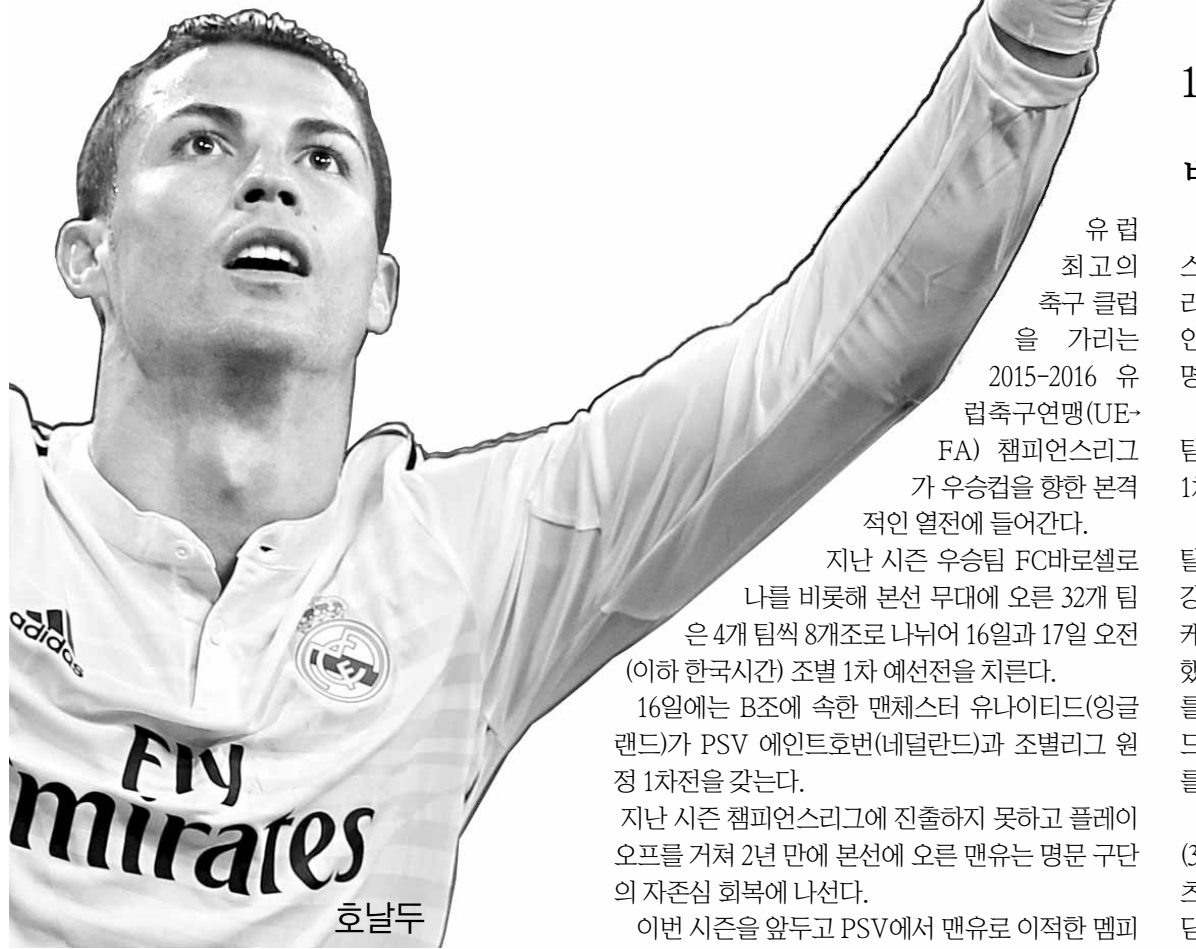 유 럽
최고의
축구 클럽
을 가리는
2015-2016 유
럽축구연맹(UE-
FA) 챔피언스리그
가 우승컵을 향한 본격
적인 열전에 들어간다.
지난 시즌 우승팀 FC바로셀로
나를 비롯해 본선 무대에 오른 32개 팀
은 4개 팀씩 8개조로 나뉘어 16일과 17일 오전
(이하 한국시간) 조별 1차 예선전을 치른다.
16일에는 B조에 속한 맨체스터 유나이티드(잉글
랜드)가 PSV 에인트호번(네덜란드)과 조별리그 원
정 1차전을 갖는다.
지난 시즌 챔피언스리그에 진출하지 못하고 플레이
오프를 거쳐 2년 만에 본선에 오른 맨유는 명문 구단
의 자존심 회복에 나선다.
이번 시즌을 앞두고 PSV에서 맨유로 이적한 멤피
adidas
Fly
mirates
호날두
1
스
명
팀
했
를
드
를
(3